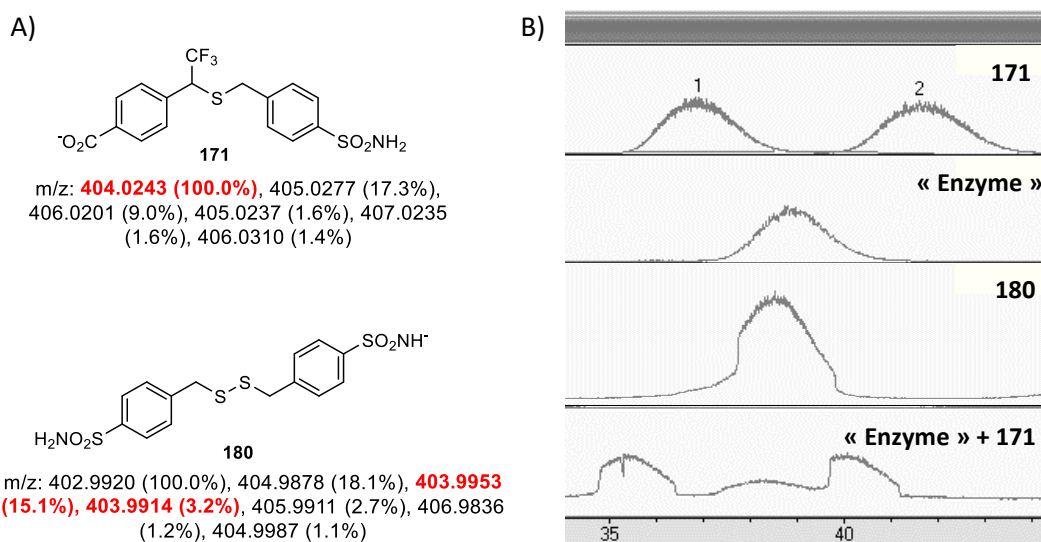 A)
CF3
S
-O2C
SO2NH2
171
m/z: 404.0243 (100.0%), 405.0277 (17.3%),
406.0201 (9.0%), 405.0237 (1.6%), 407.0235
(1.6%), 406.0310 (1.4%)
SO2NH-
S
S
H2NO2S
180
m/z: 402.9920 (100.0%), 404.9878 (18.1%), 403.9953
(15.1%), 403.9914 (3.2%), 405.9911 (2.7%), 406.9836
(1.2%), 404.9987 (1.1%)
B)
171
1
2
« Enzyme »
180
« Enzyme » + 171
35
40